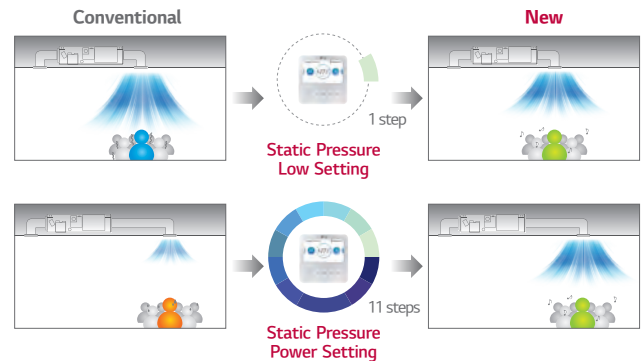 Conventional
New
1 step
Static Pressure
Low Setting
11 steps
Static Pressure
Power Setting